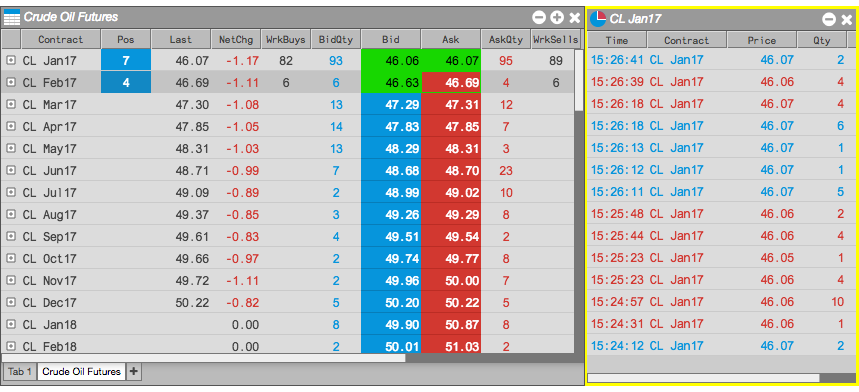 Crude Oil Futures
Contract Pos Last NetChg WrkBuys BidQty Bid Ask AskQty WrkSells
CL Jan17 7 46.07 -1.17 82 93 46.06 46.07 95 89
CL Feb17 4 46.69 -1.11 6 6 46.63 46.69 4 6
CL Mar17 47.30 -1.08 13 47.29 47.31 12
CL Apr17 47.85 -1.05 14 47.83 47.85 7
CL May17 48.31 -1.03 13 48.29 48.31 3
CL Jun17 48.71 -0.99 7 48.68 48.70 23
CL Jul17 49.09 -0.89 2 48.99 49.02 10
CL Aug17 49.37 -0.85 3 49.26 49.29 8
CL Sep17 49.61 -0.83 4 49.51 49.54 2
CL Oct17 49.66 -0.97 2 49.74 49.77 8
CL Nov17 49.72 -1.11 2 49.96 50.00 7
CL Dec17 50.22 -0.82 5 50.20 50.22 5
CL Jan18 0.00 8 49.90 50.87 8
CL Feb18 0.00 2 50.01 51.03 2
Tab 1 Crude Oil Futures +
CL Jan17
Time Contract Price Qty
15:26:41 CL Jan17 46.07 2
15:26:39 CL Jan17 46.06 4
15:26:18 CL Jan17 46.07 4
15:26:18 CL Jan17 46.07 6
15:26:13 CL Jan17 46.07 1
15:26:12 CL Jan17 46.07 1
15:26:11 CL Jan17 46.07 5
15:25:48 CL Jan17 46.06 2
15:25:44 CL Jan17 46.06 4
15:25:23 CL Jan17 46.05 1
15:25:23 CL Jan17 46.06 4
15:24:57 CL Jan17 46.06 10
15:24:31 CL Jan17 46.06 1
15:24:12 CL Jan17 46.07 2